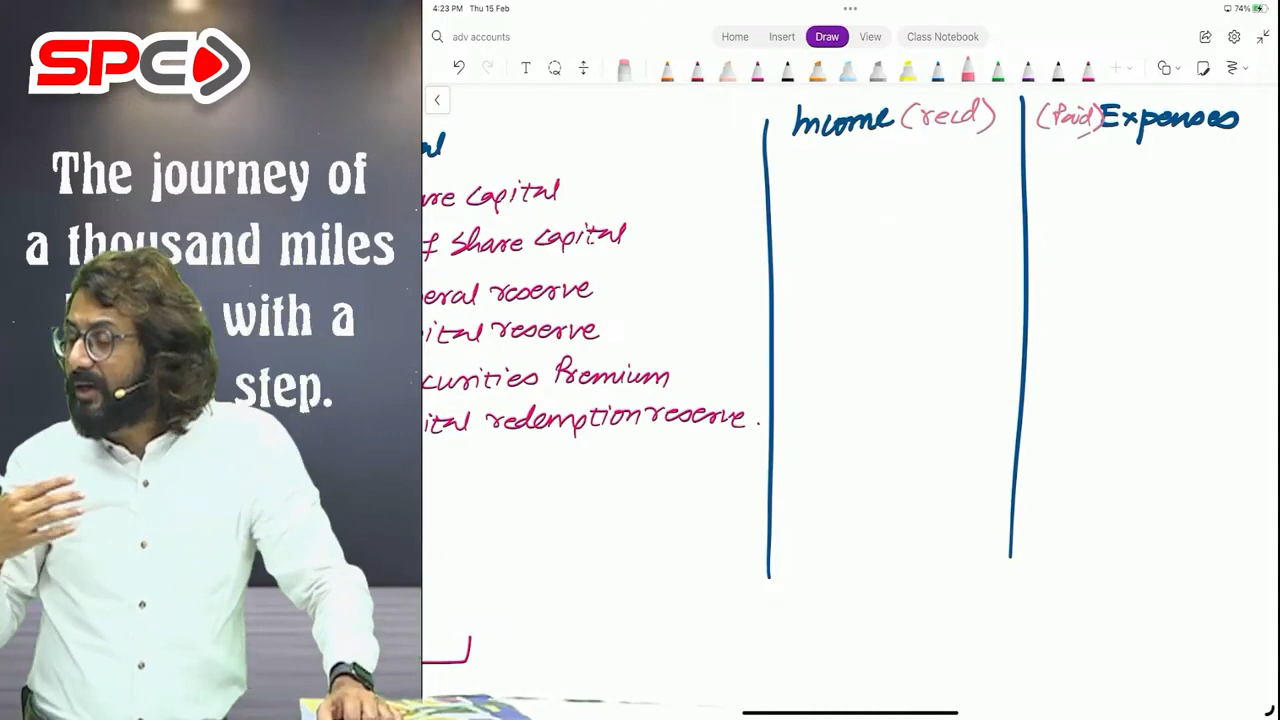 SPE
The journey of
a thousand miles
with a
step.
4:23 PM Thu 15 Feb
74%
adv accounts
Home Insert Draw View Class Notebook
Income (recd)
(Paid) Expenses
al
are capital
f share capital
eral reserve
ital reserve
curities Premium
ital redemption reserve.